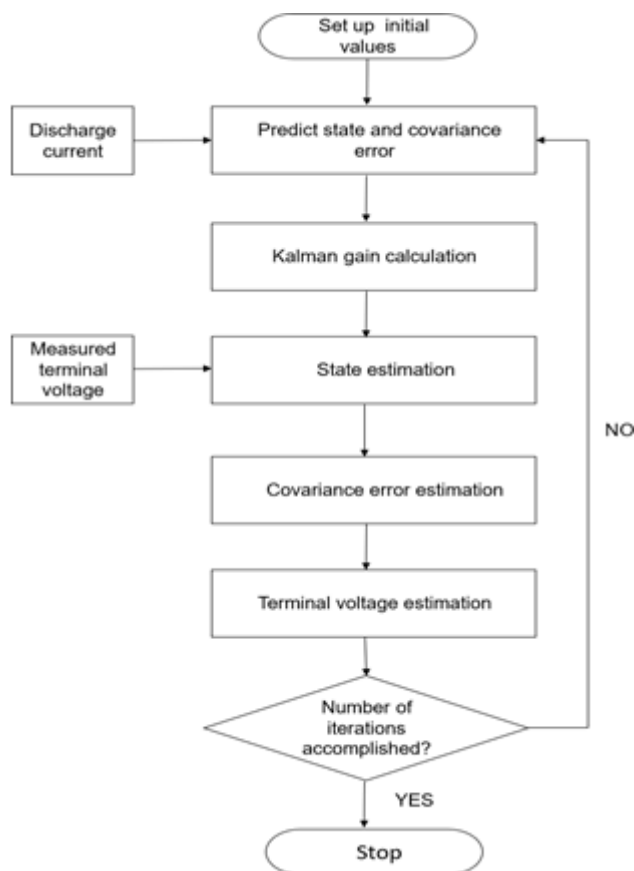 Set up initial
values
Discharge
current
Predict state and covariance
error
Kalman gain calculation
Measured
terminal
voltage
State estimation
NO
Covariance error estimation
Terminal voltage estimation
Number of
iterations
accomplished?
YES
Stop